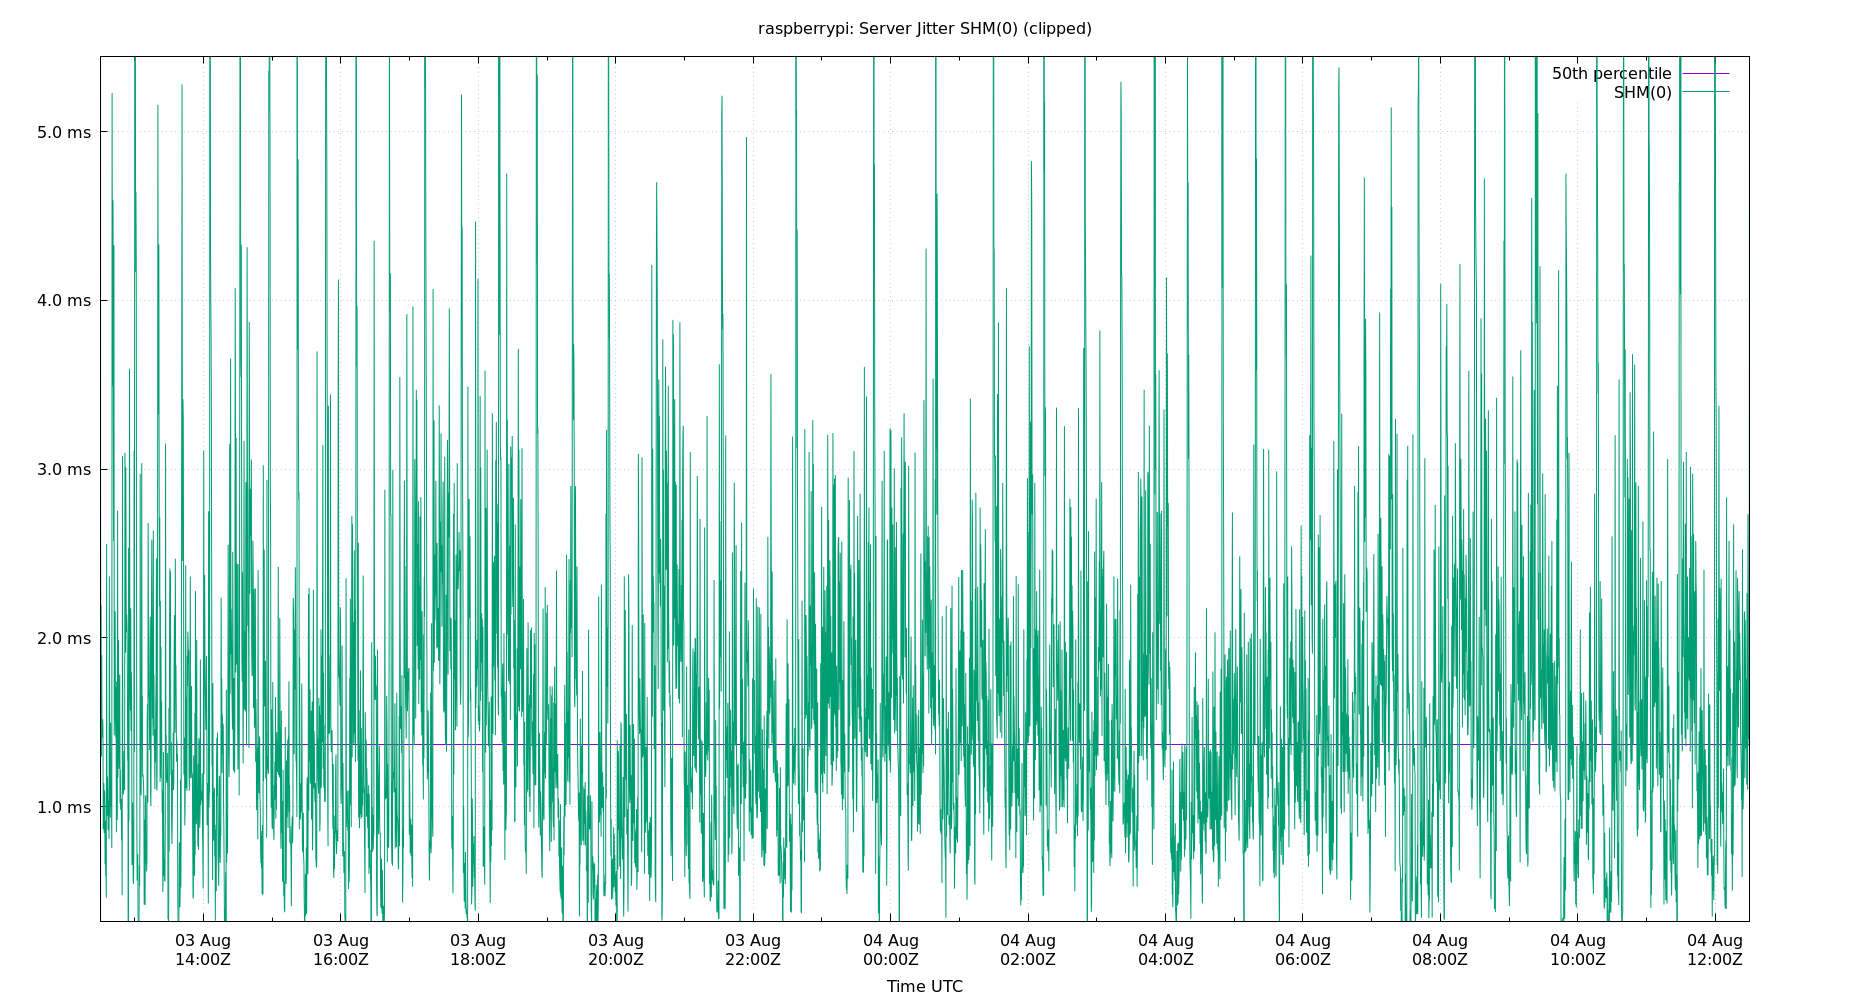 raspberrypi: Server Jitter SHM(0) (clipped)
50th percentile
SHM(0)
5.0 ms
4.0 ms
3.0 ms
2.0 ms
1.0 ms
03 Aug 03 Aug 03 Aug 03 Aug 03 Aug 04 Aug 04 Aug 04 Aug 04 Aug 04 Aug 04 Aug 04 Aug
14:00Z 16:00Z 18:00Z 20:00Z 22:00Z 00:00Z 02:00Z 04:00Z 06:00Z 08:00Z 10:00Z 12:00Z
Time UTC